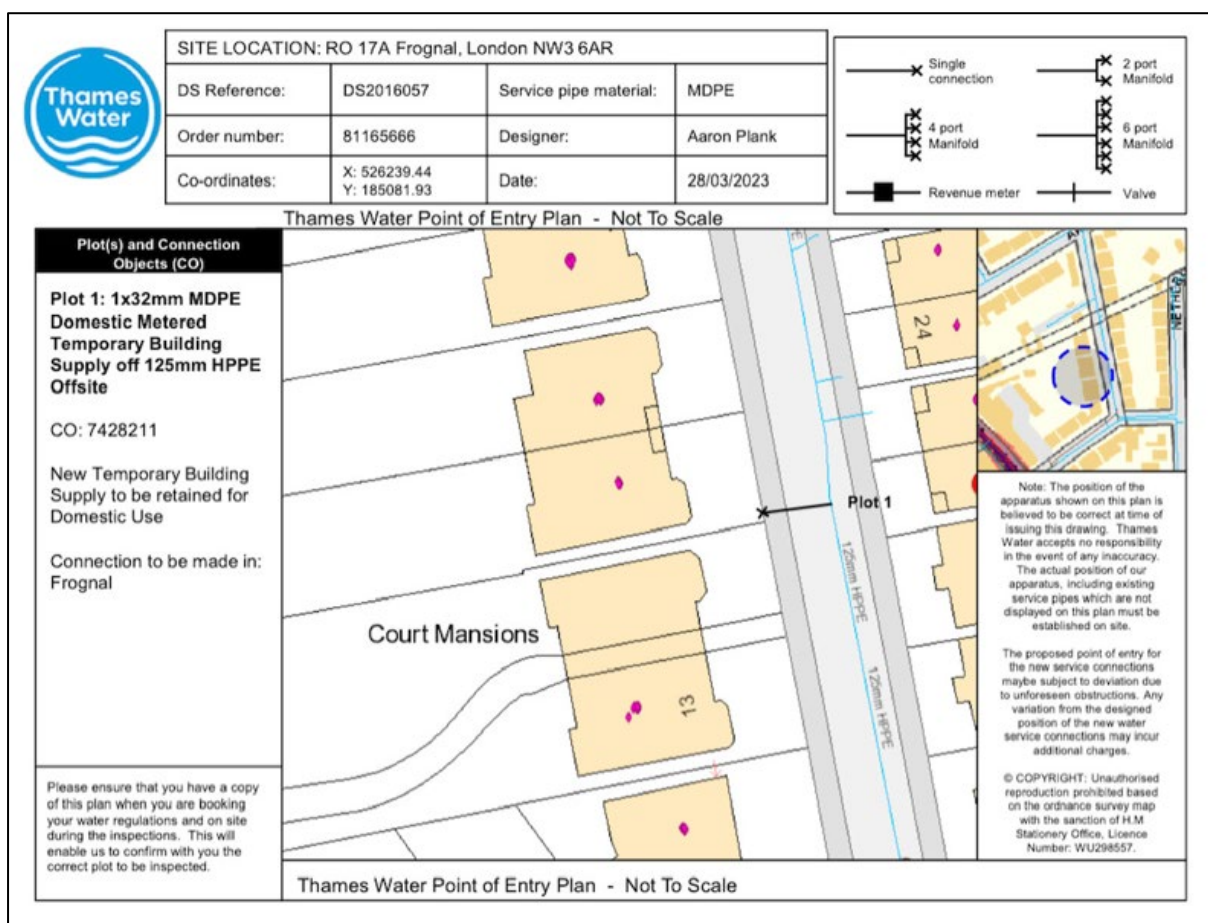 Thames
Water
SITE LOCATION: RO 17A Frognal, London NW3 6AR
DS Reference:
DS2016057
Service pipe material:
MDPE
Order number:
81165666
Designer:
Aaron Plank
Co-ordinates:
X: 526239.44
Y: 185081.93
Date:
28/03/2023
Single
connection
2 port
Manifold
4 port
Manifold
6 port
Manifold
Revenue meter
Valve
Thames Water Point of Entry Plan - Not To Scale
Plot(s) and Connection
Objects (CO)
Plot 1: 1x32mm MDPE
Domestic Metered
Temporary Building
Supply off 125mm HPPE
Offsite
CO: 7428211
New Temporary Building
Supply to be retained for
Domestic Use
Connection to be made in:
Frognal
Please ensure that you have a copy
of this plan when you are booking
your water regulations and on site
during the inspections. This will
enable us to confirm with you the
correct plot to be inspected.
24
Plot 1
125mm HPPE
125mm HPPE
Court Mansions
13
Note: The position of the
apparatus shown on this plan is
believed to be correct at time of
issuing this drawing. Thames
Water accepts no responsibility
in the event of any inaccuracy.
The actual position of our
apparatus, including existing
service pipes which are not
displayed on this plan must be
established on site.
The proposed point of entry for
the new service connections
maybe subject to deviation due
to unforeseen obstructions. Any
variation from the designed
position of the new water
service connections may incur
additional charges.
© COPYRIGHT: Unauthorised
reproduction prohibited based
on the ordnance survey map
with the sanction of H.M
Stationery Office, Licence
Number: WU298557.
Thames Water Point of Entry Plan - Not To Scale